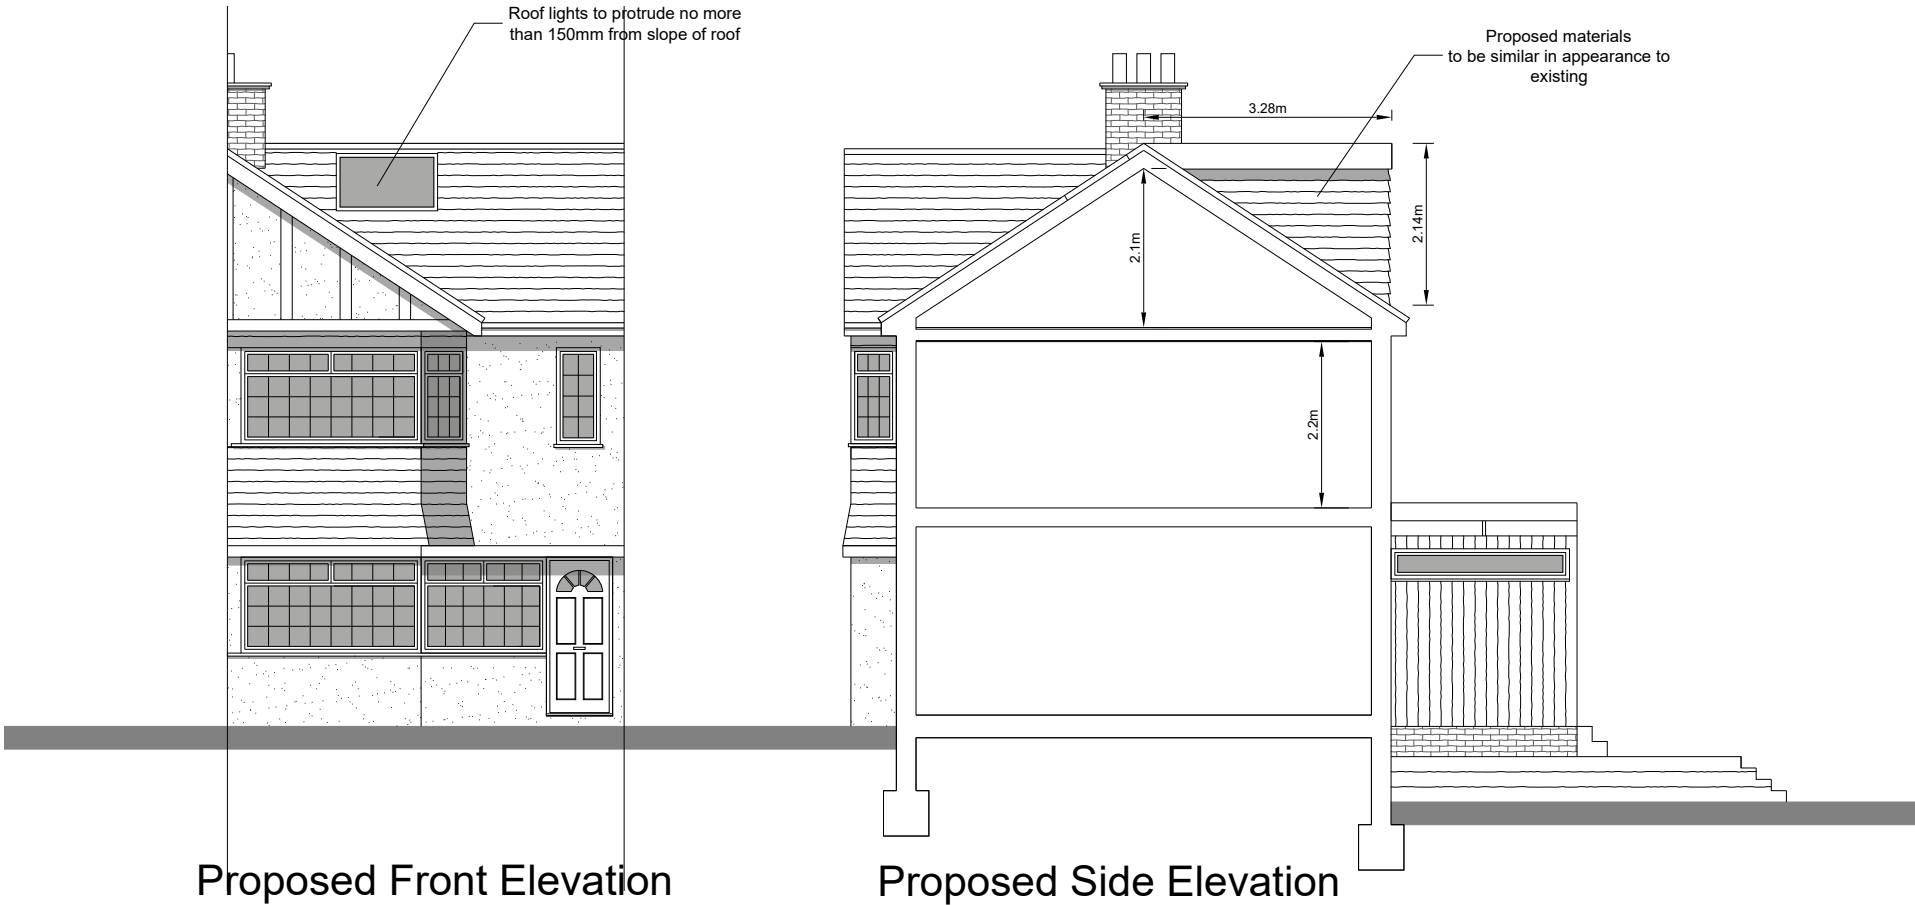 Roof lights to protrude no more
than 150mm from slope of roof
Proposed materials
to be similar in appearance to
existing
3.28m
2.14m
2.1m
2.2m
Proposed Front Elevation
Proposed Side Elevation